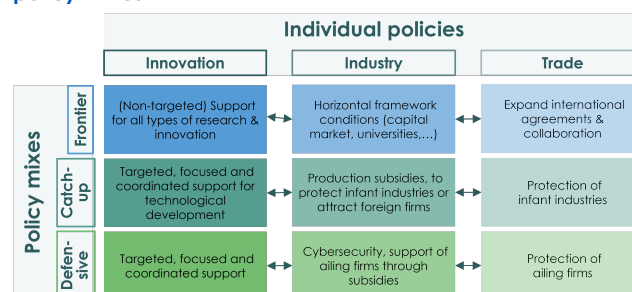 Individual policies
Innovation
Industry
Trade
Policy mixes
Frontier
(Non-targeted) Support
for all types of research &
innovation
Horizontal framework
conditions (capital
market, universities,...)
Expand international
agreements &
collaboration
Catch-
up
Targeted, focused and
coordinated support for
technological
development
Production subsidies, to
protect infant industries or
attract foreign firms
Protection of
infant industries
Defen-
sive
Targeted, focused and
coordinated support
Cybersecurity, support of
ailing firms through
subsidies
Protection of
ailing firms